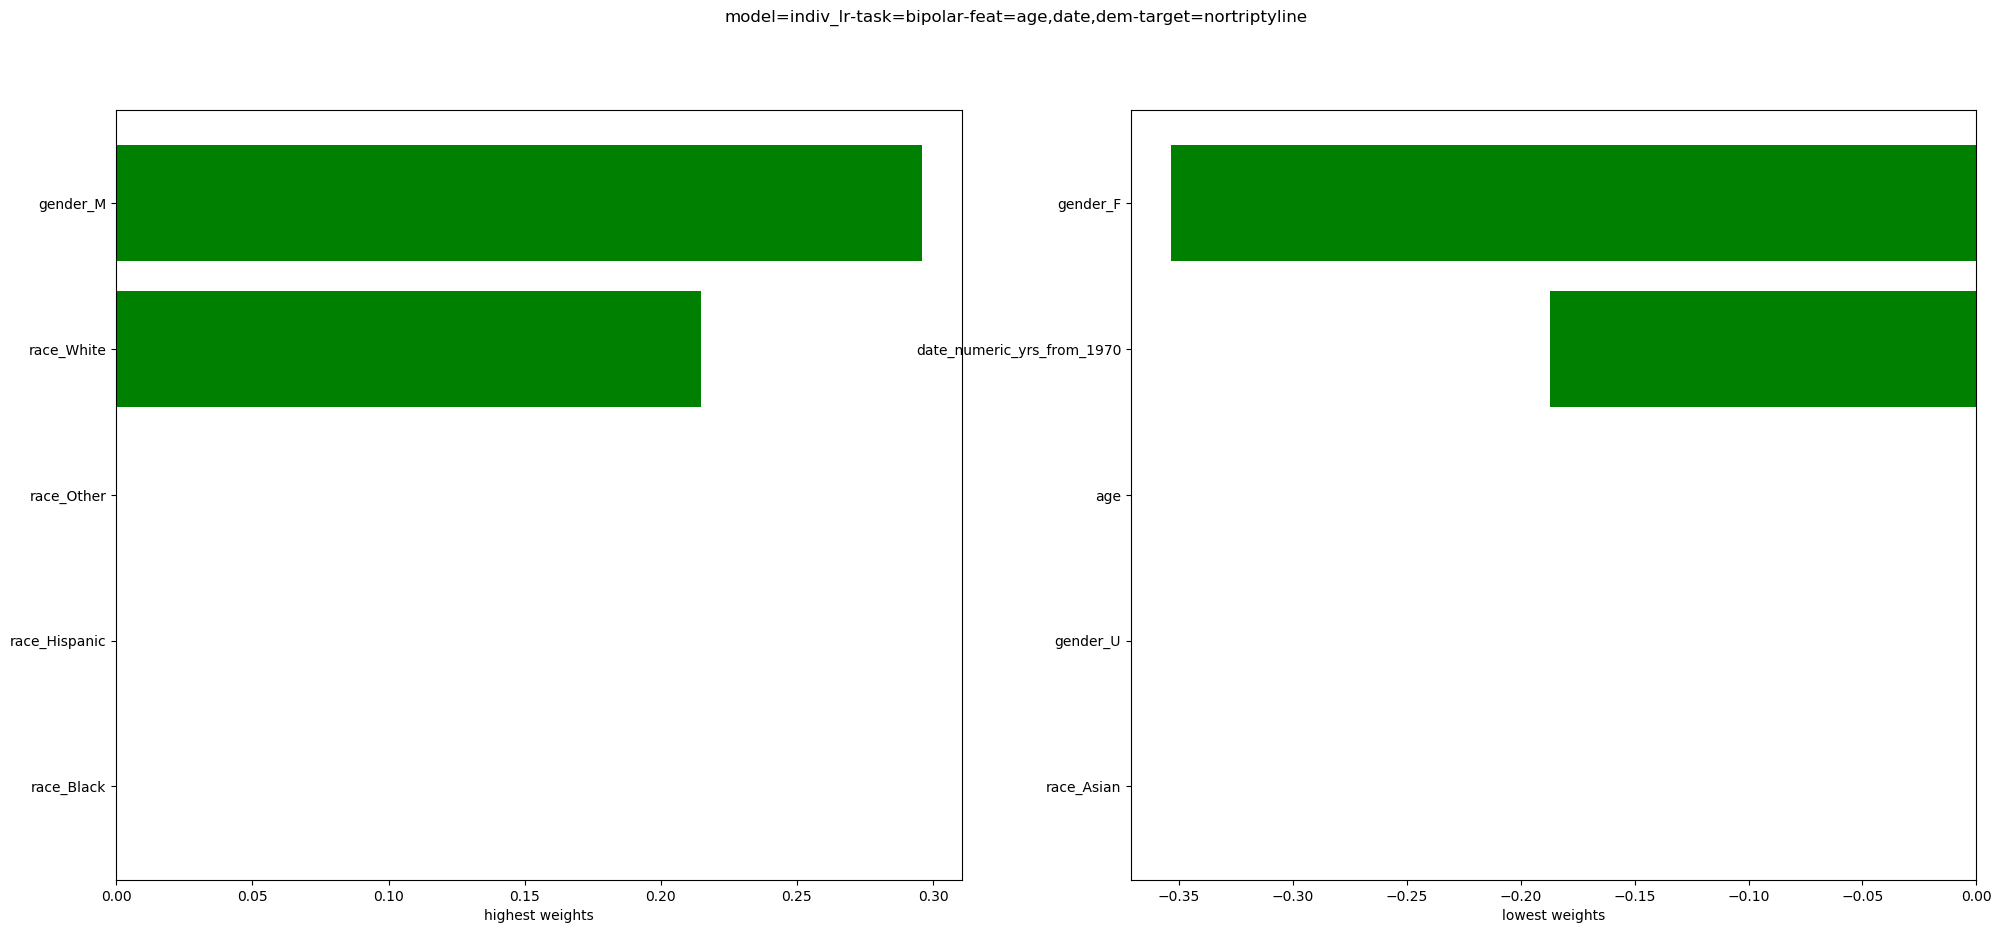 model=indiv_lr-task=bipolar-feat=age,date,dem-target=nortriptyline
gender_M
race_White
race_Other
race_Hispanic
race_Black
0.00 0.05 0.10 0.15 0.20 0.25 0.30
highest weights
gender_F
date_numeric_yrs_from_1970
age
gender_U
race_Asian
−0.35 −0.30 −0.25 −0.20 −0.15 −0.10 −0.05 0.00
lowest weights